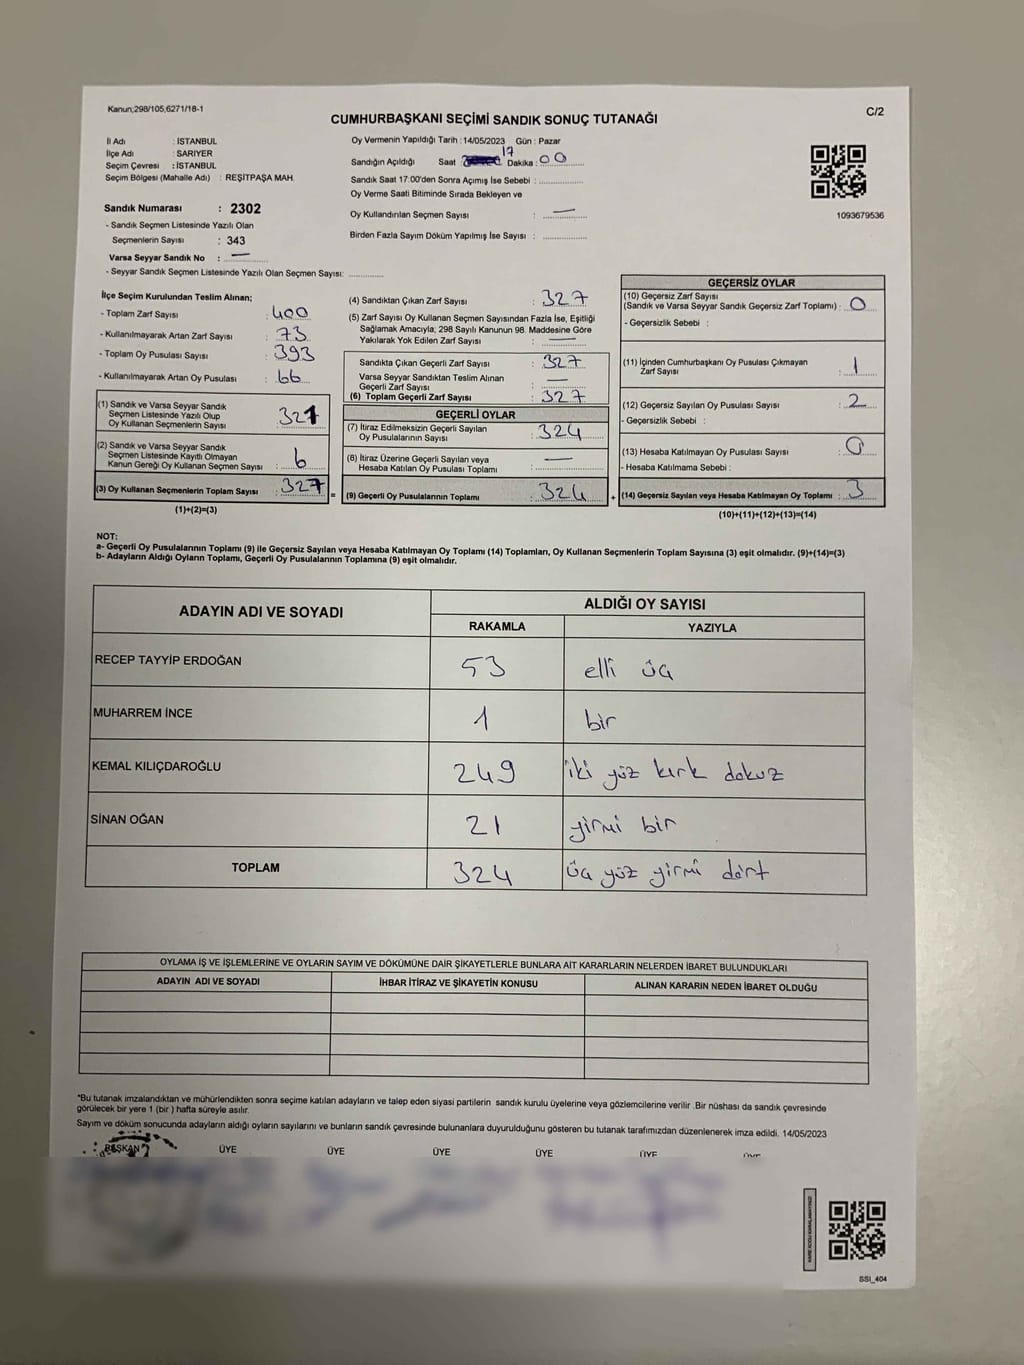 Kanun;298/105,6271/18-1
C/2
CUMHURBAŞKANI SEÇİMİ SANDIK SONUÇ TUTANAĞI
İl Adı : İSTANBUL
İlçe Adı : SARIYER
Seçim Çevresi : İSTANBUL
Seçim Bölgesi (Mahalle Adı) : REŞİTPAŞA MAH.
Oy Vermenin Yapıldığı Tarih : 14/05/2023 Gün : Pazar
Sandığın Açıldığı Saat 17 Dakika : 00
Sandık Saat 17:00'den Sonra Açımış İse Sebebi :
Oy Verme Saati Bitiminde Sırada Bekleyen ve
Oy Kullandırılan Seçmen Sayısı : —
Birden Fazla Sayım Döküm Yapılmış İse Sayısı :
1093679536
Sandık Numarası : 2302
- Sandık Seçmen Listesinde Yazılı Olan
Seçmenlerin Sayısı : 343
Varsa Seyyar Sandık No : —
- Seyyar Sandık Seçmen Listesinde Yazılı Olan Seçmen Sayısı:
İlçe Seçim Kurulundan Teslim Alınan;
- Toplam Zarf Sayısı : 400
- Kullanılmayarak Artan Zarf Sayısı : 73
- Toplam Oy Pusulası Sayısı : 393
- Kullanılmayarak Artan Oy Pusulası : 66
(1) Sandık ve Varsa Seyyar Sandık
Seçmen Listesinde Yazılı Olup
Oy Kullanan Seçmenlerin Sayısı : 321
(2) Sandık ve Varsa Seyyar Sandık
Seçmen Listesinde Kayıtlı Olmayan
Kanun Gereği Oy Kullanan Seçmen Sayısı : 6
(3) Oy Kullanan Seçmenlerin Toplam Sayısı : 327
(1)+(2)=(3)
=
(4) Sandıktan Çıkan Zarf Sayısı : 327
(5) Zarf Sayısı Oy Kullanan Seçmen Sayısından Fazla İse, Eşitliği
Sağlamak Amacıyla; 298 Sayılı Kanunun 98. Maddesine Göre
Yakılarak Yok Edilen Zarf Sayısı : —
Sandıkta Çıkan Geçerli Zarf Sayısı : 327
Varsa Seyyar Sandıktan Teslim Alınan
Geçerli Zarf Sayısı : —
(6) Toplam Geçerli Zarf Sayısı : 327
GEÇERLİ OYLAR
(7) İtiraz Edilmeksizin Geçerli Sayılan
Oy Pusulalarının Sayısı : 324
(8) İtiraz Üzerine Geçerli Sayılan veya
Hesaba Katılan Oy Pusulası Toplamı : —
(9) Geçerli Oy Pusulalarının Toplamı : 324
+
GEÇERSİZ OYLAR
(10) Geçersiz Zarf Sayısı
(Sandık ve Varsa Seyyar Sandık Geçersiz Zarf Toplamı) : 0
- Geçersizlik Sebebi :
(11) İçinden Cumhurbaşkanı Oy Pusulası Çıkmayan
Zarf Sayısı : 1
(12) Geçersiz Sayılan Oy Pusulası Sayısı : 2
- Geçersizlik Sebebi :
(13) Hesaba Katılmayan Oy Pusulası Sayısı : 0
- Hesaba Katılmama Sebebi :
(14) Geçersiz Sayılan veya Hesaba Katılmayan Oy Toplamı : 3
(10)+(11)+(12)+(13)=(14)
NOT:
a- Geçerli Oy Pusulalarının Toplamı (9) ile Geçersiz Sayılan veya Hesaba Katılmayan Oy Toplamı (14) Toplamları, Oy Kullanan Seçmenlerin Toplam Sayısına (3) eşit olmalıdır. (9)+(14)=(3)
b- Adayların Aldığı Oyların Toplamı, Geçerli Oy Pusulalarının Toplamına (9) eşit olmalıdır.
ADAYIN ADI VE SOYADI ALDIĞI OY SAYISI
RAKAMLA YAZIYLA
RECEP TAYYİP ERDOĞAN 53 elli üç
MUHARREM İNCE 1 bir
KEMAL KILIÇDAROĞLU 249 iki yüz kırk dokuz
SİNAN OĞAN 21 yirmi bir
TOPLAM 324 üç yüz yirmi dört
OYLAMA İŞ VE İŞLEMLERİNE VE OYLARIN SAYIM VE DÖKÜMÜNE DAİR ŞİKAYETLERLE BUNLARA AİT KARARLARIN NELERDEN İBARET BULUNDUKLARI
ADAYIN ADI VE SOYADI İHBAR İTİRAZ VE ŞİKAYETİN KONUSU ALINAN KARARIN NEDEN İBARET OLDUĞU
*Bu tutanak imzalandıktan ve mühürlendikten sonra seçime katılan adayların ve talep eden siyasi partilerin sandık kurulu üyelerine veya gözlemcilerine verilir .Bir nüshası da sandık çevresinde
görülecek bir yere 1 (bir ) hafta süreyle asılır.
Sayım ve döküm sonucunda adayların aldığı oyların sayılarını ve bunların sandık çevresinde bulunanlara duyurulduğunu gösteren bu tutanak tarafımızdan düzenlenerek imza edildi. 14/05/2023
BAŞKAN ÜYE ÜYE ÜYE ÜYE ÜYE ÜYE
SSI_404